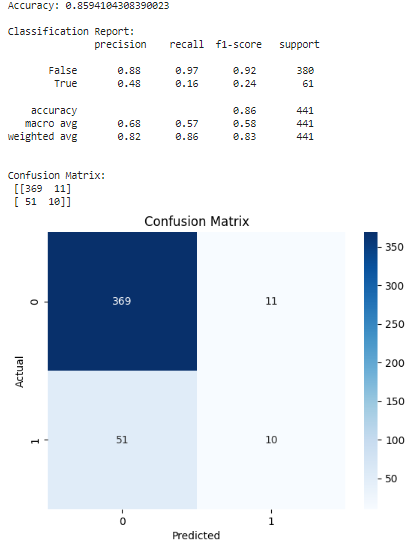 Accuracy: 0.8594104308390023
Classification Report:
precision recall f1-score support
False 0.88 0.97 0.92 380
True 0.48 0.16 0.24 61
accuracy 0.86 441
macro avg 0.68 0.57 0.58 441
weighted avg 0.82 0.86 0.83 441
Confusion Matrix:
[[369 11]
[ 51 10]]
Confusion Matrix
350
300
0 369 11
250
Actual
200
150
1 51 10
100
50
0 1
Predicted